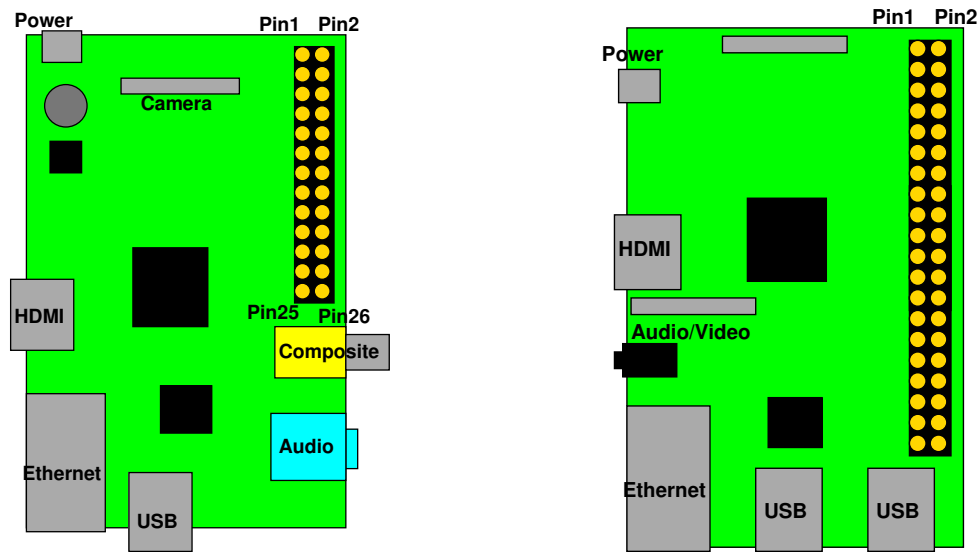 Power
Pin1 Pin2
Camera
HDMI
Pin25 Pin26
Composite
Audio
Ethernet
USB
Pin1 Pin2
Power
HDMI
Audio/Video
Ethernet
USB
USB